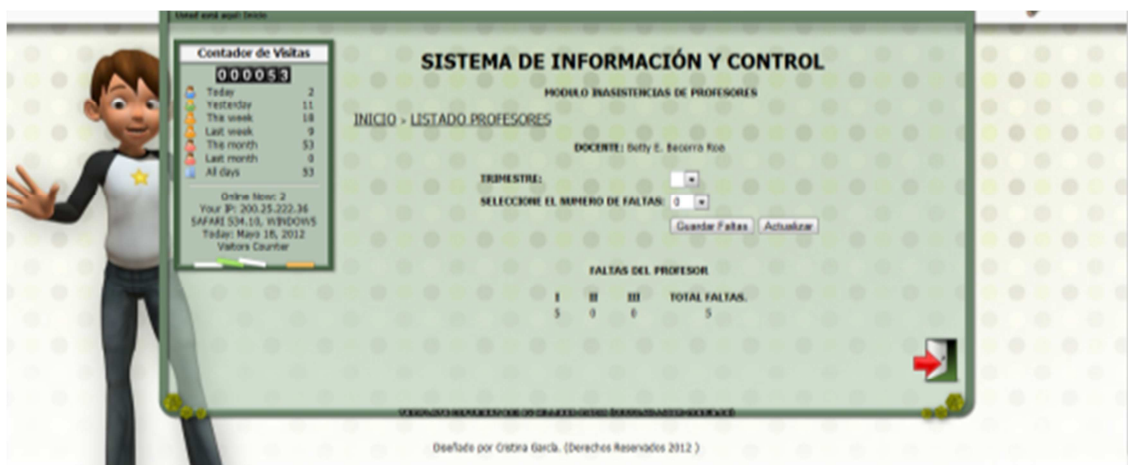 Usted está aquí: Inicio
Contador de Visitas
000053
Today 2
Yesterday 11
This week 18
Last week 9
This month 53
Last month 0
All days 53
Online Now: 2
Your IP: 200.25.222.36
SAFARI 534.10, WINDOWS
Today: Mayo 18, 2012
Visitors Counter
SISTEMA DE INFORMACIÓN Y CONTROL
MODULO INASISTENCIAS DE PROFESORES
INICIO > LISTADO PROFESORES
DOCENTE: Betty E. Becerra Roa
TRIMESTRE:
SELECCIONE EL NUMERO DE FALTAS: 0
Guardar Faltas Actualizar
FALTAS DEL PROFESOR
I II III TOTAL FALTAS.
5 0 0 5
Diseñado por Cristina García. (Derechos Reservados 2012 )